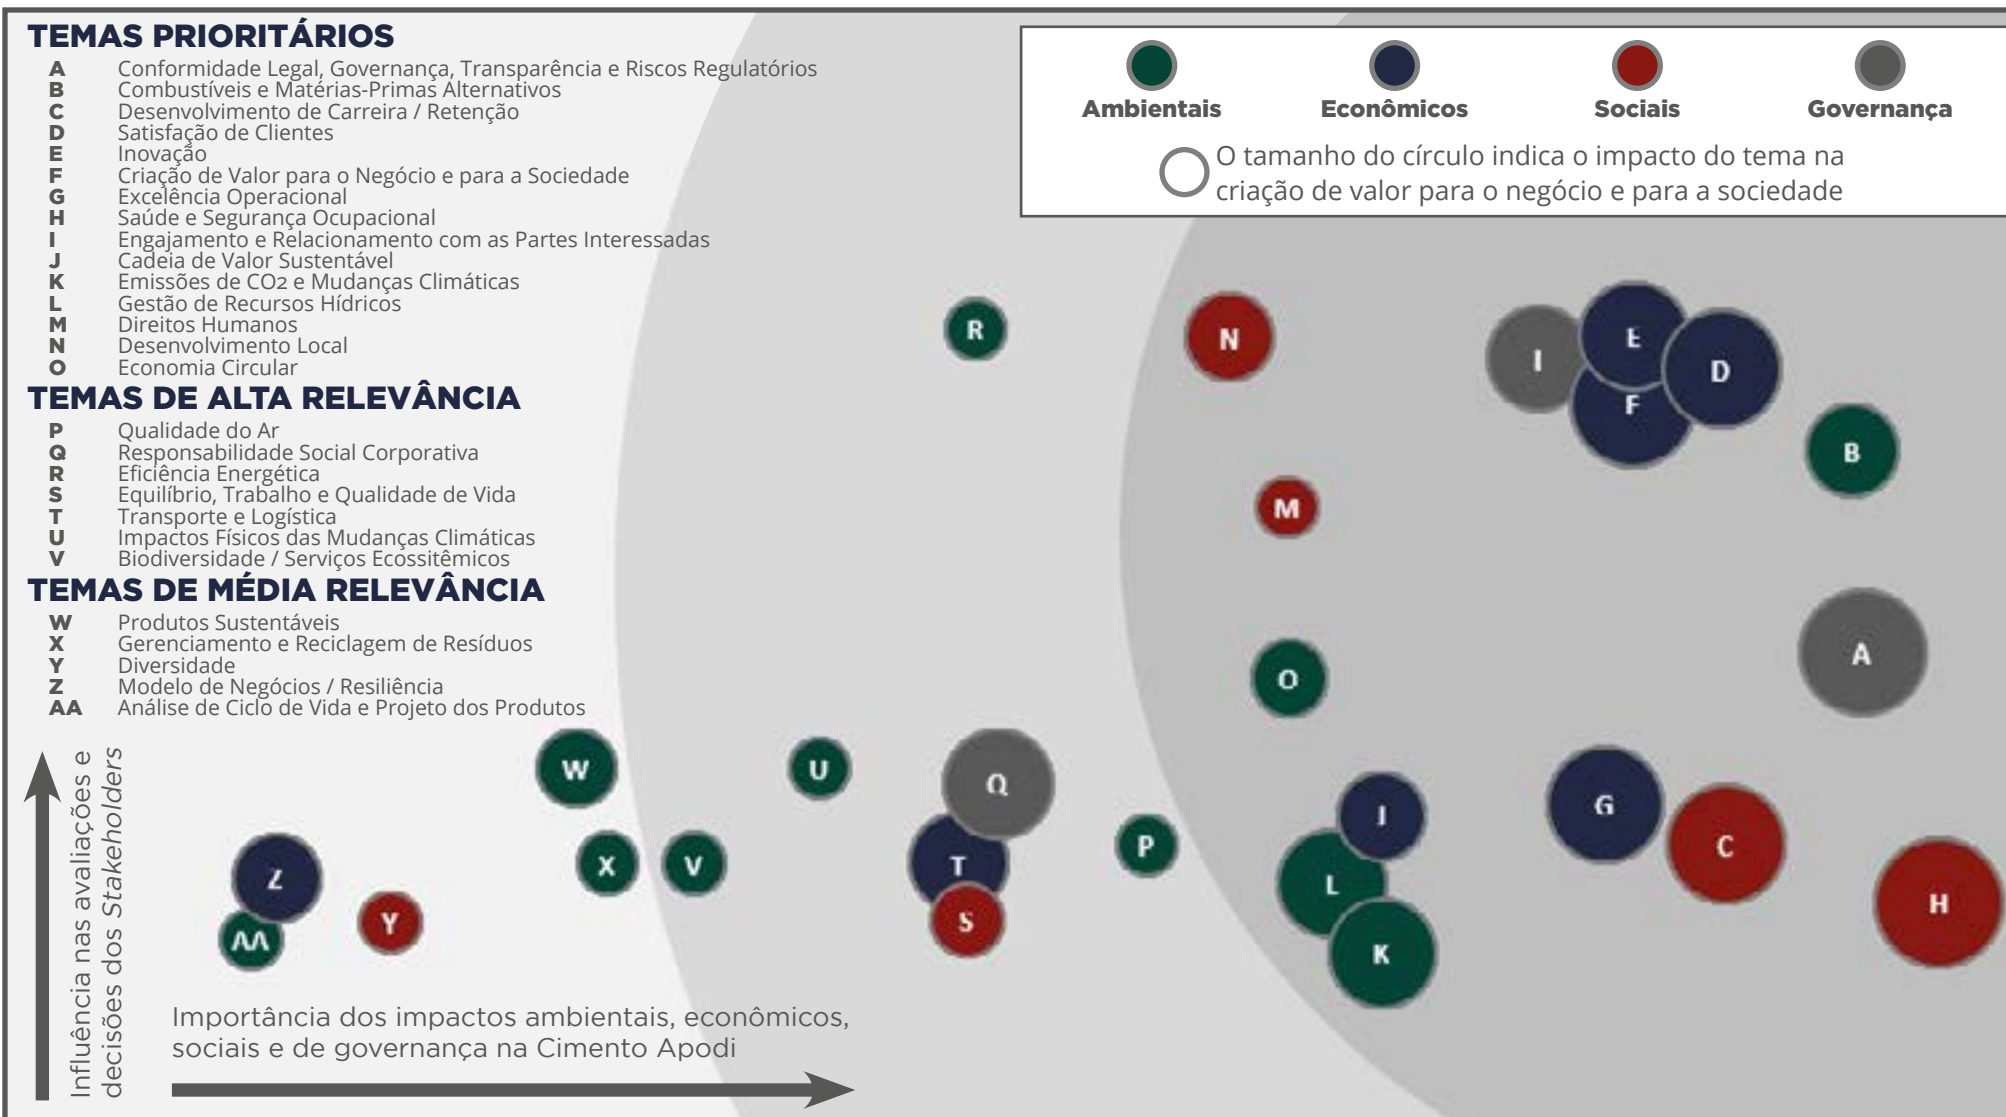 TEMAS PRIORITÁRIOS
A Conformidade Legal, Governança, Transparência e Riscos Regulatórios
B Combustíveis e Matérias-Primas Alternativos
C Desenvolvimento de Carreira / Retenção
D Satisfação de Clientes
E Inovação
F Criação de Valor para o Negócio e para a Sociedade
G Excelência Operacional
H Saúde e Segurança Ocupacional
I Engajamento e Relacionamento com as Partes Interessadas
J Cadeia de Valor Sustentável
K Emissões de CO2 e Mudanças Climáticas
L Gestão de Recursos Hídricos
M Direitos Humanos
N Desenvolvimento Local
O Economia Circular
TEMAS DE ALTA RELEVÂNCIA
P Qualidade do Ar
Q Responsabilidade Social Corporativa
R Eficiência Energética
S Equilíbrio, Trabalho e Qualidade de Vida
T Transporte e Logística
U Impactos Físicos das Mudanças Climáticas
V Biodiversidade / Serviços Ecossitêmicos
TEMAS DE MÉDIA RELEVÂNCIA
W Produtos Sustentáveis
X Gerenciamento e Reciclagem de Resíduos
Y Diversidade
Z Modelo de Negócios / Resiliência
AA Análise de Ciclo de Vida e Projeto dos Produtos
Ambientais Econômicos Sociais Governança
O tamanho do círculo indica o impacto do tema na
criação de valor para o negócio e para a sociedade
R
N
I
E
D
F
B
M
A
O
W
U
Q
J
G
P
C
X
V
T
Z
L
H
Y
S
AA
K
Influência nas avaliações e
decisões dos Stakeholders
Importância dos impactos ambientais, econômicos,
sociais e de governança na Cimento Apodi